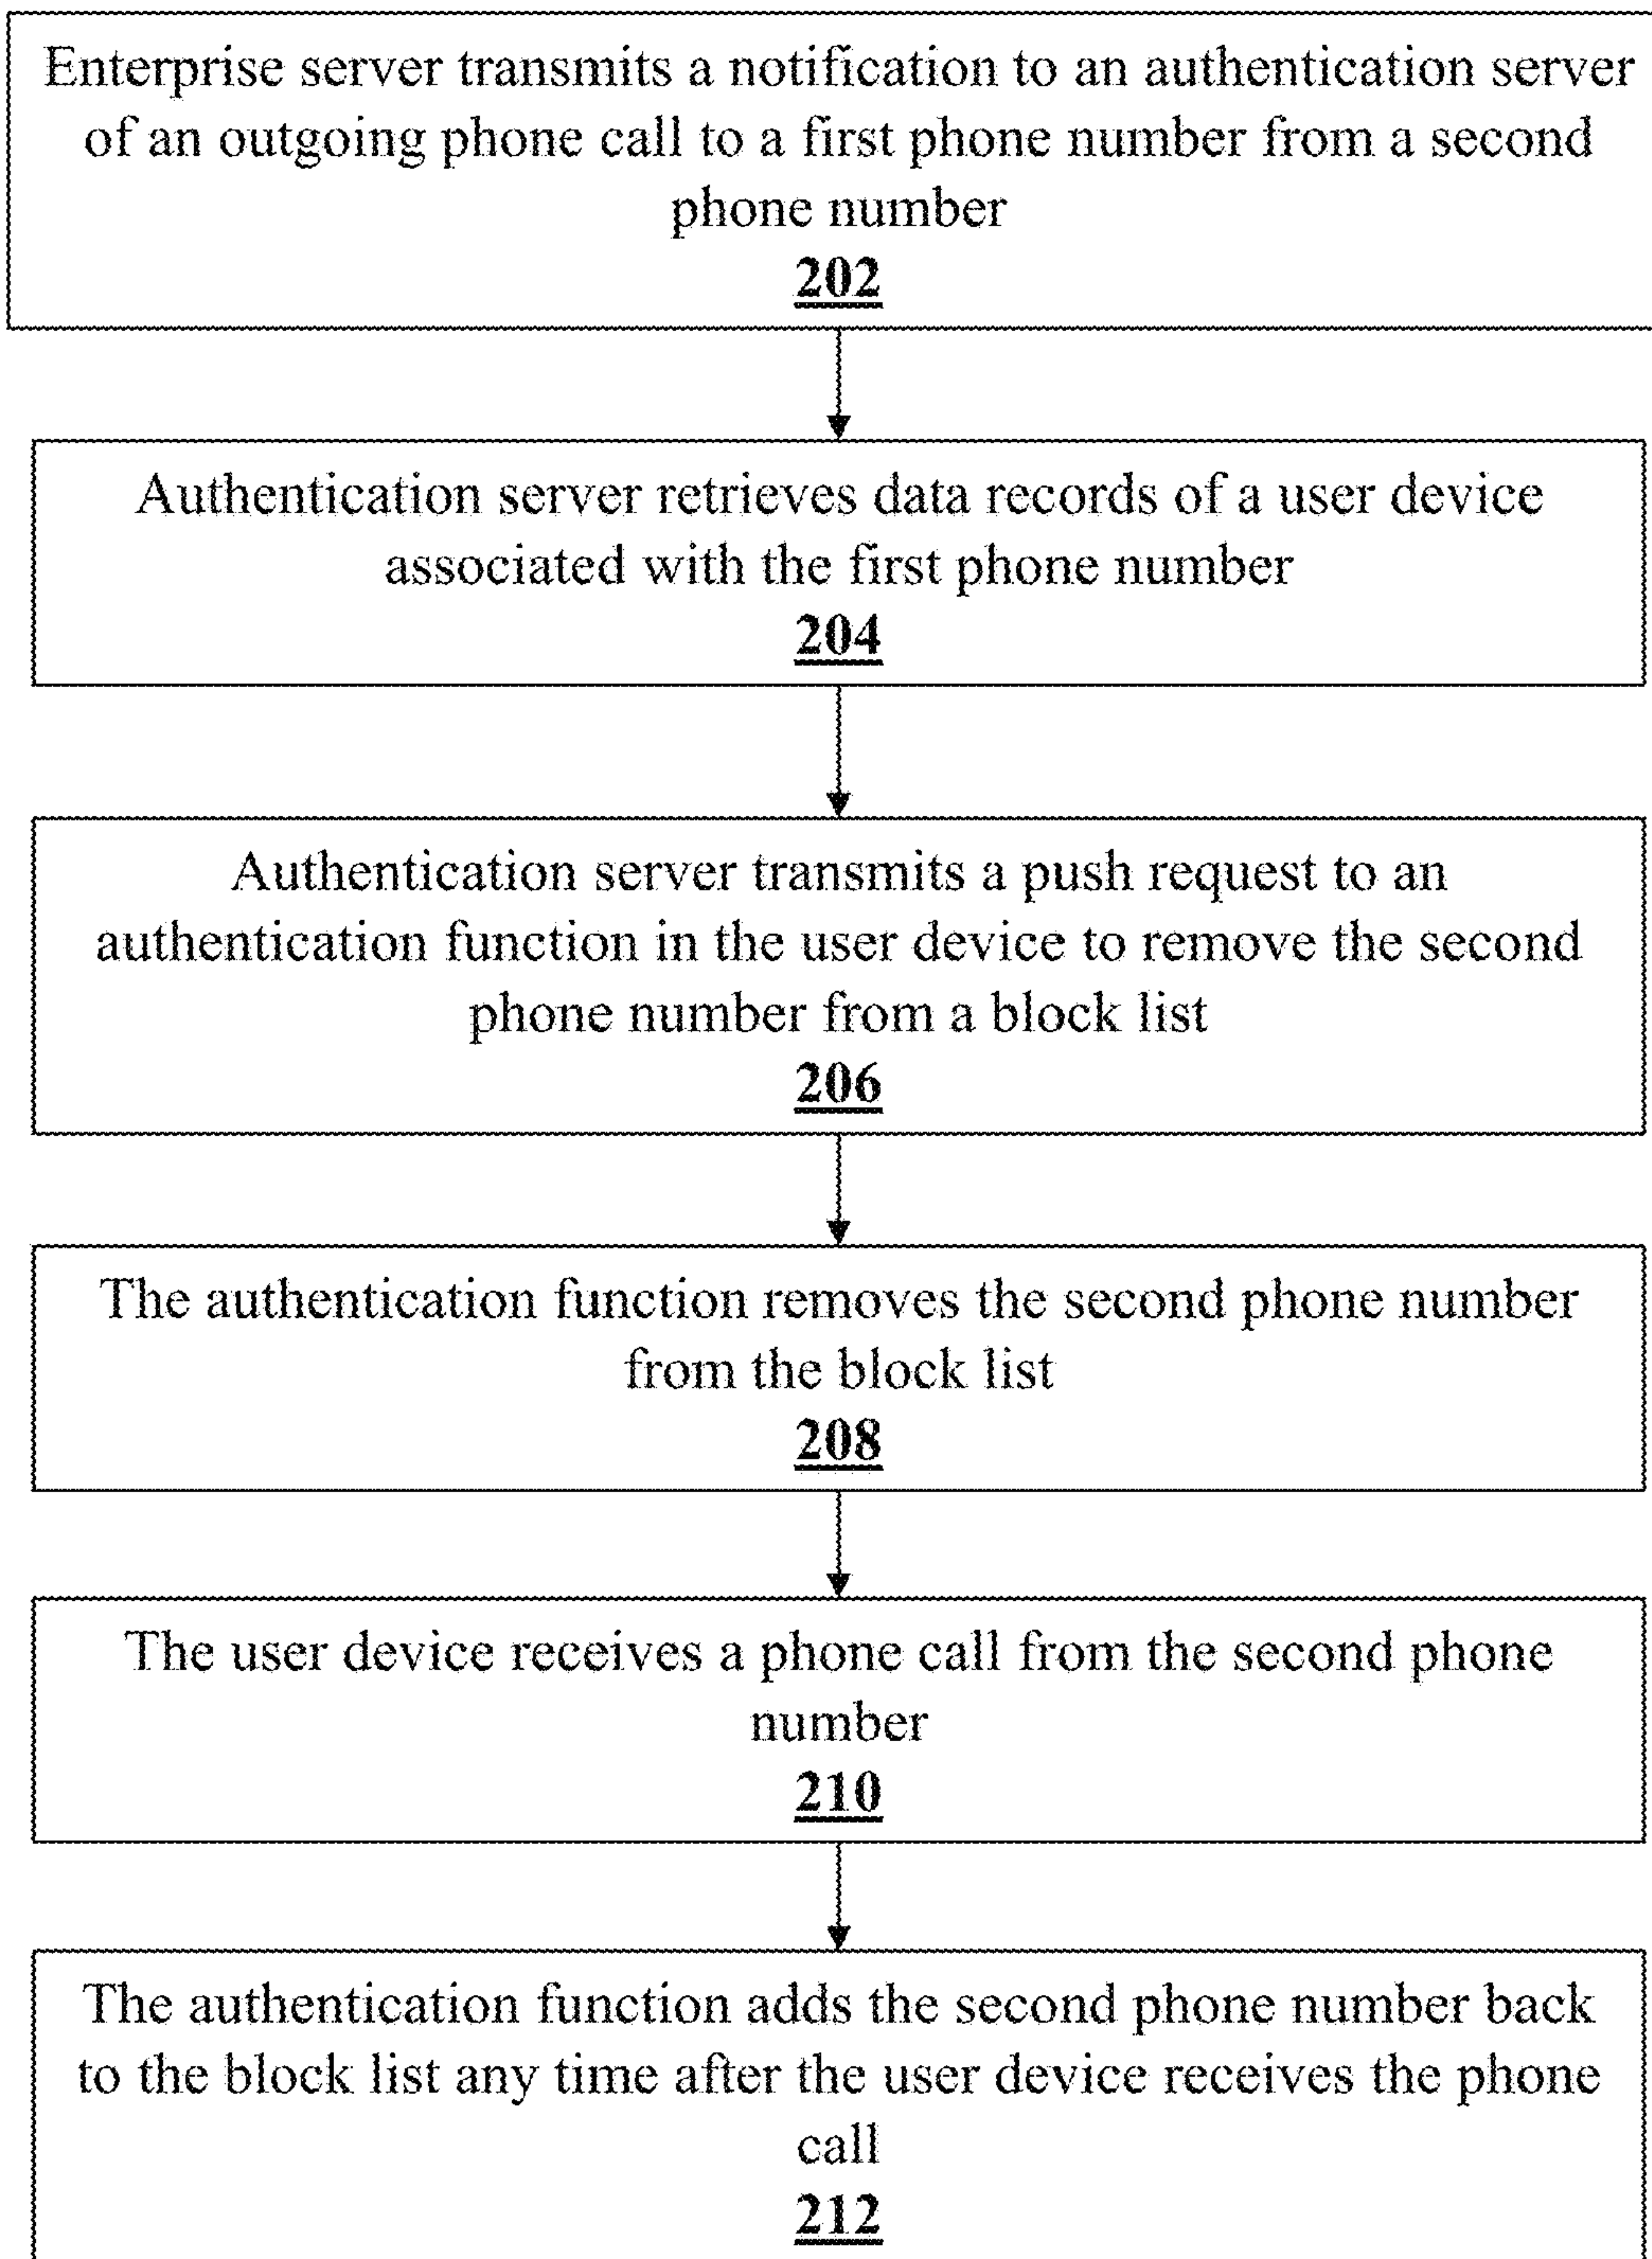 Enterprise server transmits a notification to an authentication server
of an outgoing phone call to a first phone number from a second
phone number
202
Authentication server retrieves data records of a user device
associated with the first phone number
204
Authentication server transmits a push request to an
authentication function in the user device to remove the second
phone number from a block list
206
The authentication function removes the second phone number
from the block list
208
The user device receives a phone call from the second phone
number
210
The authentication function adds the second phone number back
to the block list any time after the user device receives the phone
call
212